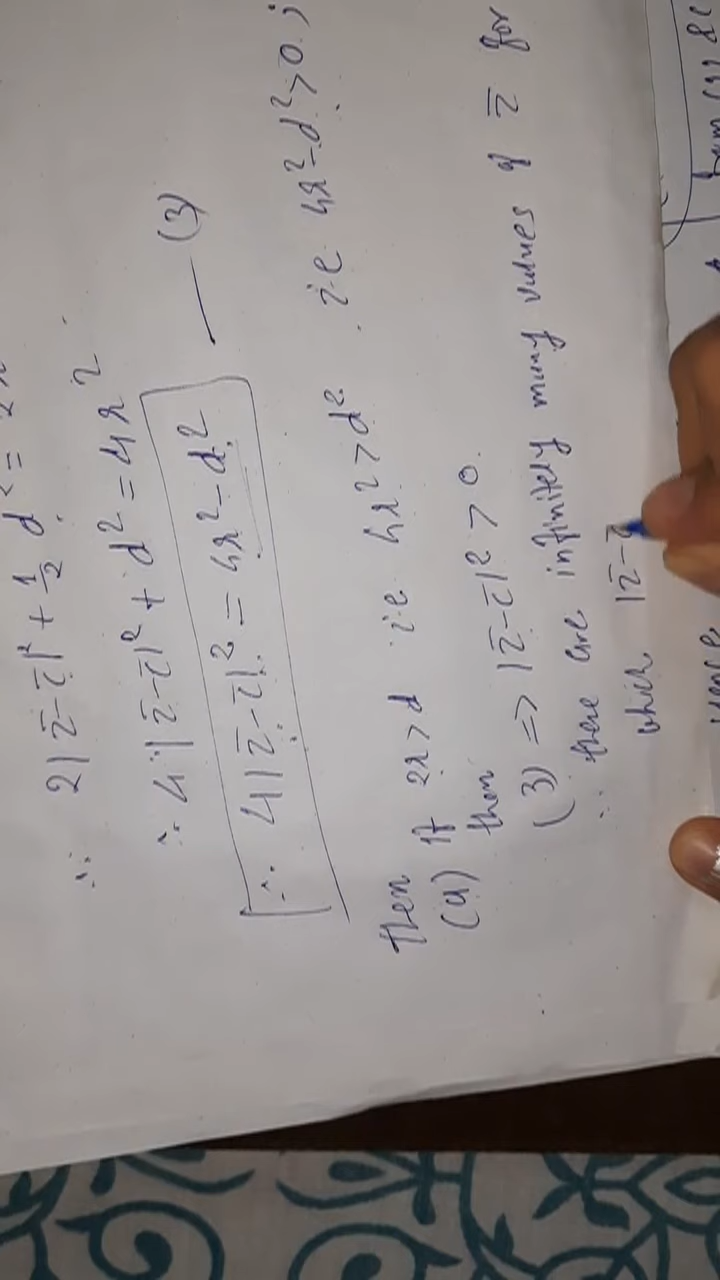 ∴ 2|z̄-c̄|² + ½ d² = 2r
∴ 4|z̄-c̄|² + d² = 4r²
∴ 4|z̄-c̄|² = 4r²-d² — (3)
then
(a) if 2r>d i.e 4r²>d² i.e 4r²-d²>0;
then
(3) ⇒ |z̄-c̄|² > 0.
∴ there are infinitely many values of z̄ for
which |z̄-